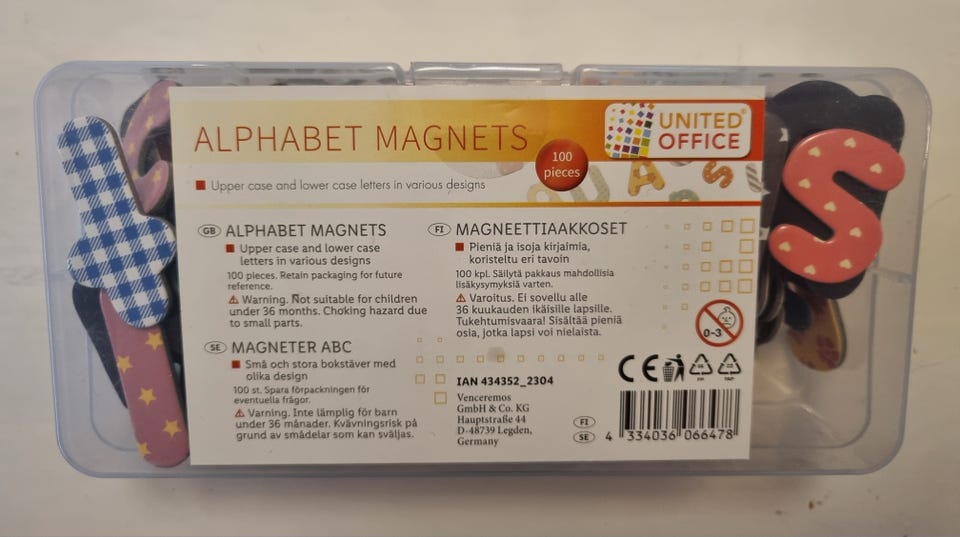 ALPHABET MAGNETS
100
pieces
UNITED
OFFICE®
Upper case and lower case letters in various designs
GB ALPHABET MAGNETS
Upper case and lower case
letters in various designs
100 pieces. Retain packaging for future
reference.
⚠ Warning. Not suitable for children
under 36 months. Choking hazard due
to small parts.
SE MAGNETER ABC
Små och stora bokstäver med
olika design
100 st. Spara förpackningen för
eventuella frågor.
⚠ Varning. Inte lämplig för barn
under 36 månader. Kvävningsrisk på
grund av smådelar som kan sväljas.
FI MAGNEETTIAAKKOSET
Pieniä ja isoja kirjaimia,
koristeltu eri tavoin
100 kpl. Säilytä pakkaus mahdollisia
lisäkysymyksiä varten.
⚠ Varoitus. Ei sovellu alle
36 kuukauden ikäisille lapsille.
Tukehtumisvaara! Sisältää pieniä
osia, jotka lapsi voi nielaista.
0-3
IAN 434352_2304
Venceremos
GmbH & Co. KG
Hauptstraße 44
D-48739 Legden,
Germany
CE
FI
SE
4 334036 066478
S